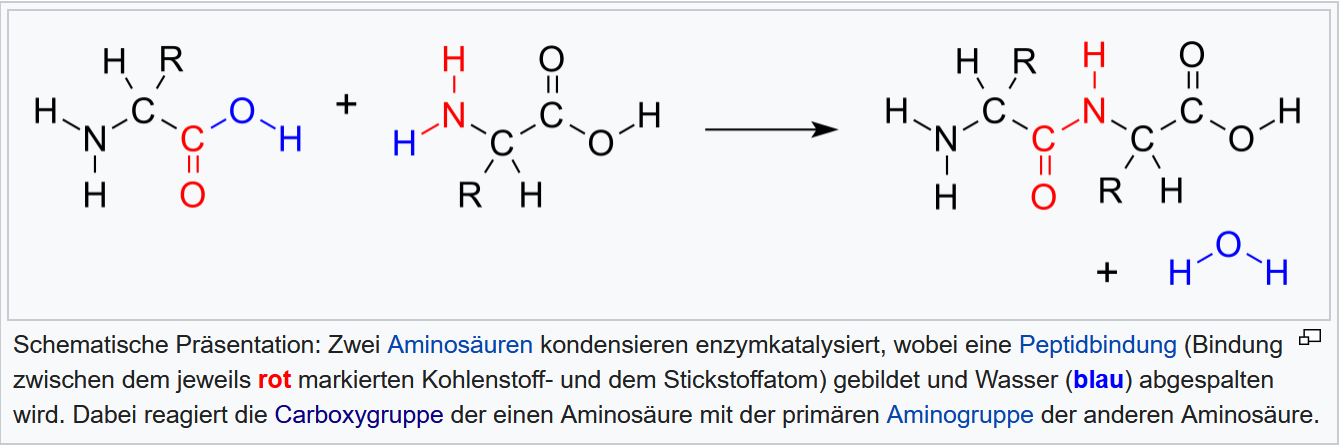 H R
H N C C O H
H O
+
H O
H N C C O H
R H
H R H O
H N C C N C C O H
H O R H
+ H O H
Schematische Präsentation: Zwei Aminosäuren kondensieren enzymkatalysiert, wobei eine Peptidbindung (Bindung
zwischen dem jeweils rot markierten Kohlenstoff- und dem Stickstoffatom) gebildet und Wasser (blau) abgespalten
wird. Dabei reagiert die Carboxygruppe der einen Aminosäure mit der primären Aminogruppe der anderen Aminosäure.